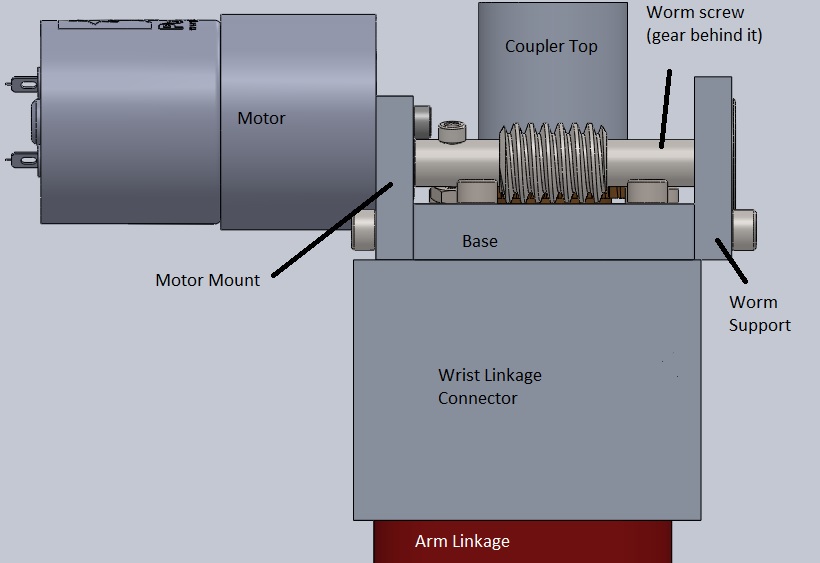 Worm screw
(gear behind it)
Coupler Top
Motor
Base
Motor Mount
Worm
Support
Wrist Linkage
Connector
Arm Linkage